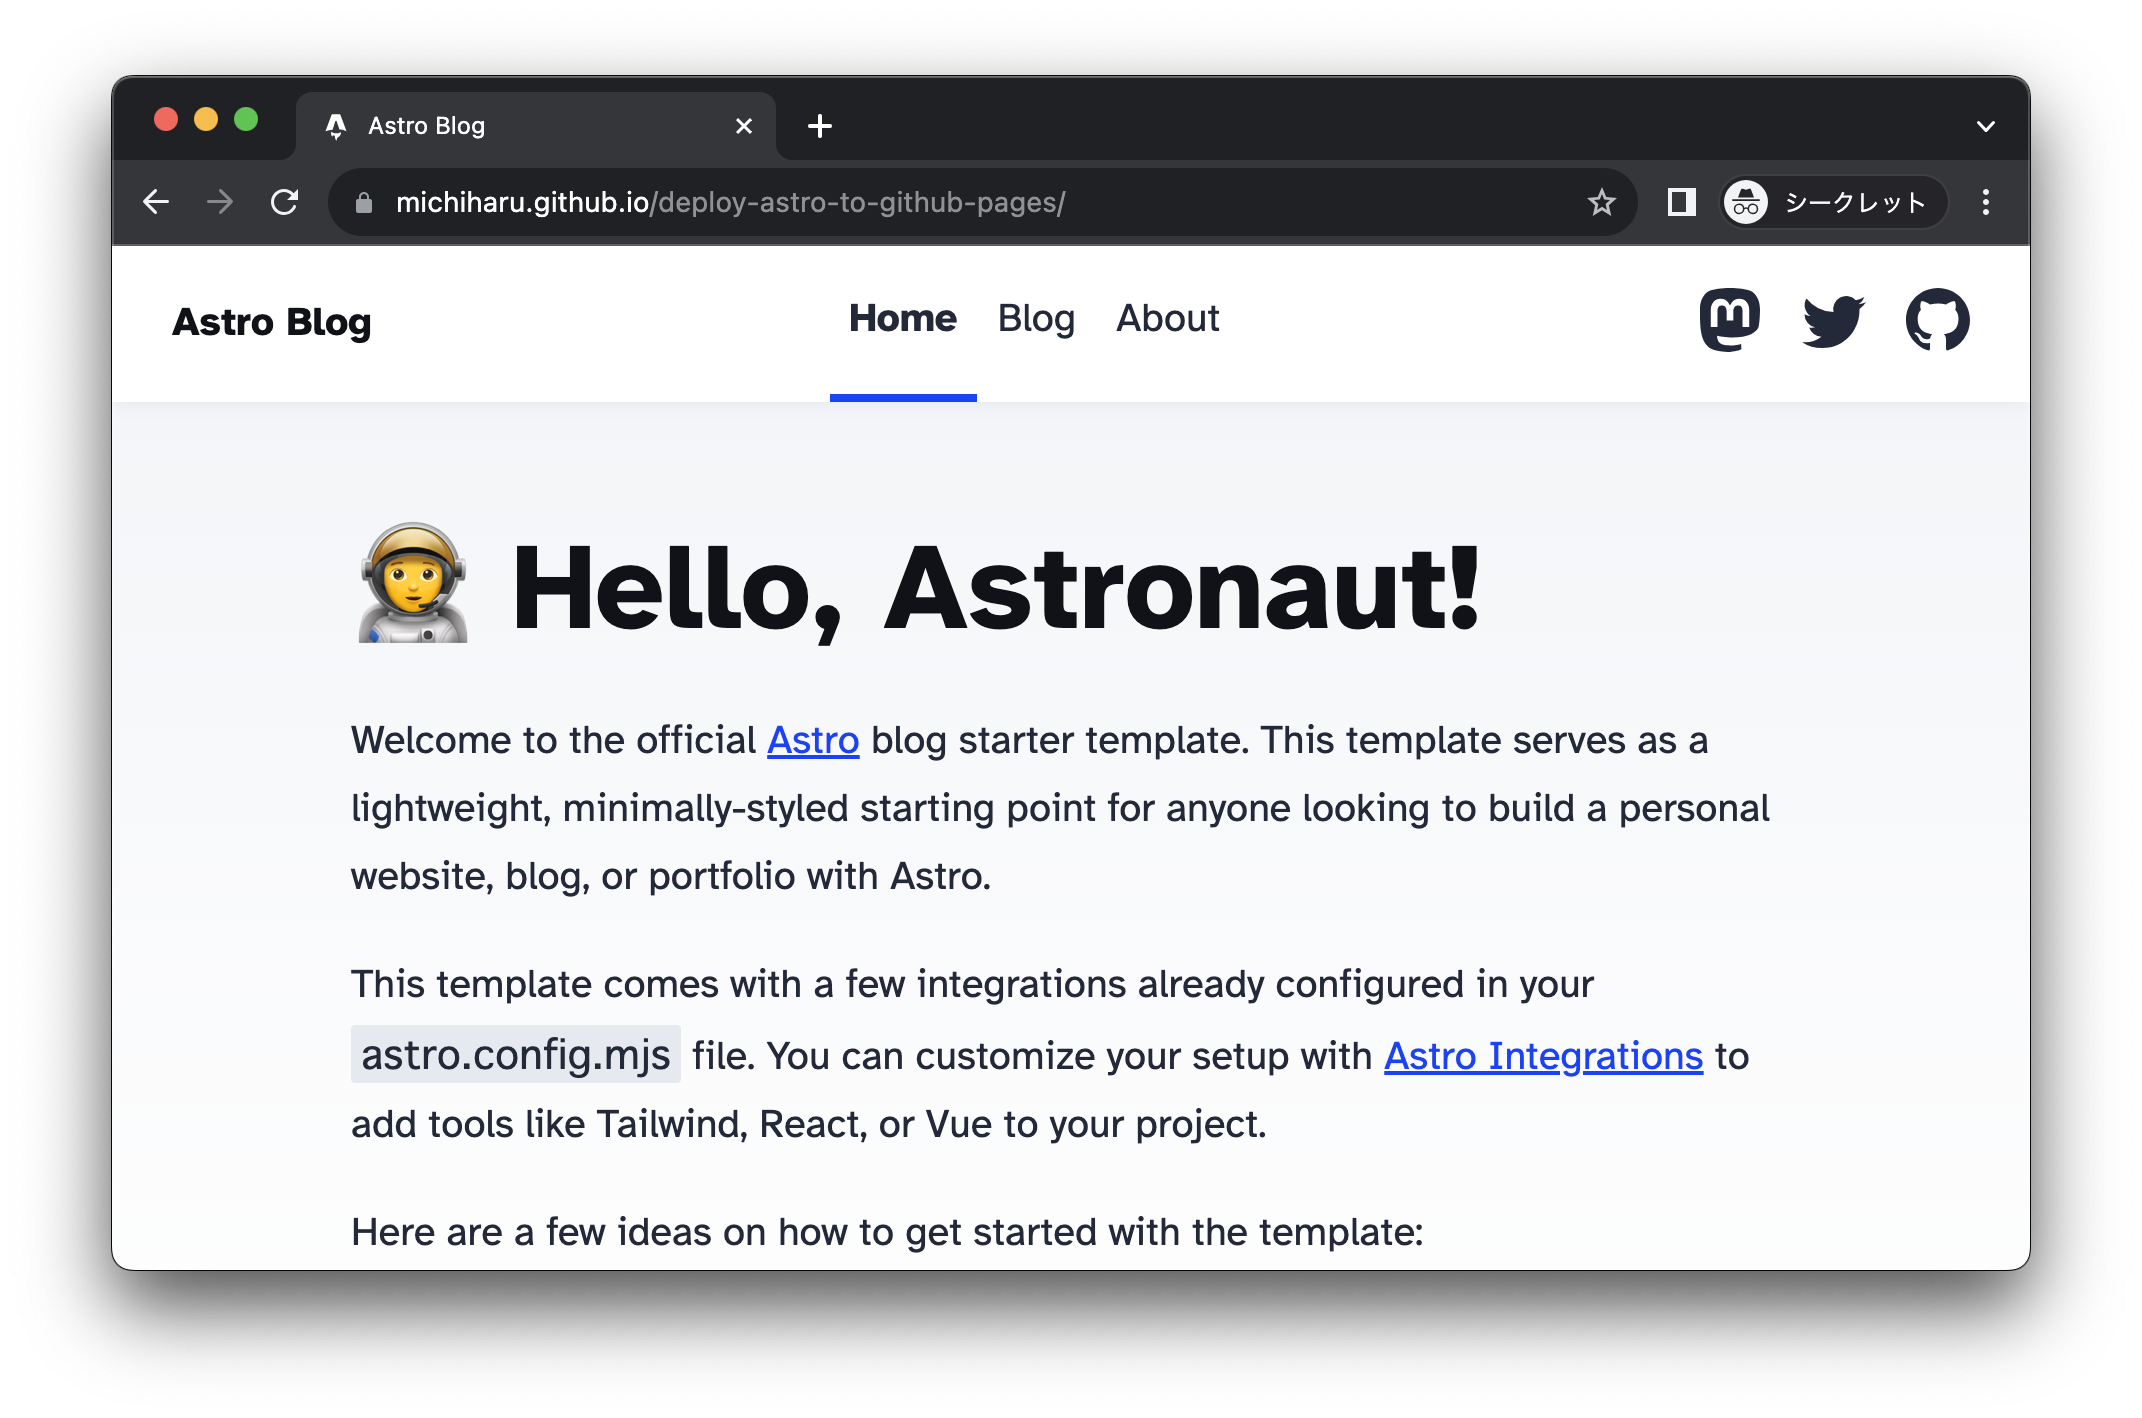 Astro Blog
michiharu.github.io/deploy-astro-to-github-pages/
シークレット
Astro Blog
Home
Blog
About
Hello, Astronaut!
Welcome to the official Astro blog starter template. This template serves as a
lightweight, minimally-styled starting point for anyone looking to build a personal
website, blog, or portfolio with Astro.
This template comes with a few integrations already configured in your
astro.config.mjs file. You can customize your setup with Astro Integrations to
add tools like Tailwind, React, or Vue to your project.
Here are a few ideas on how to get started with the template: